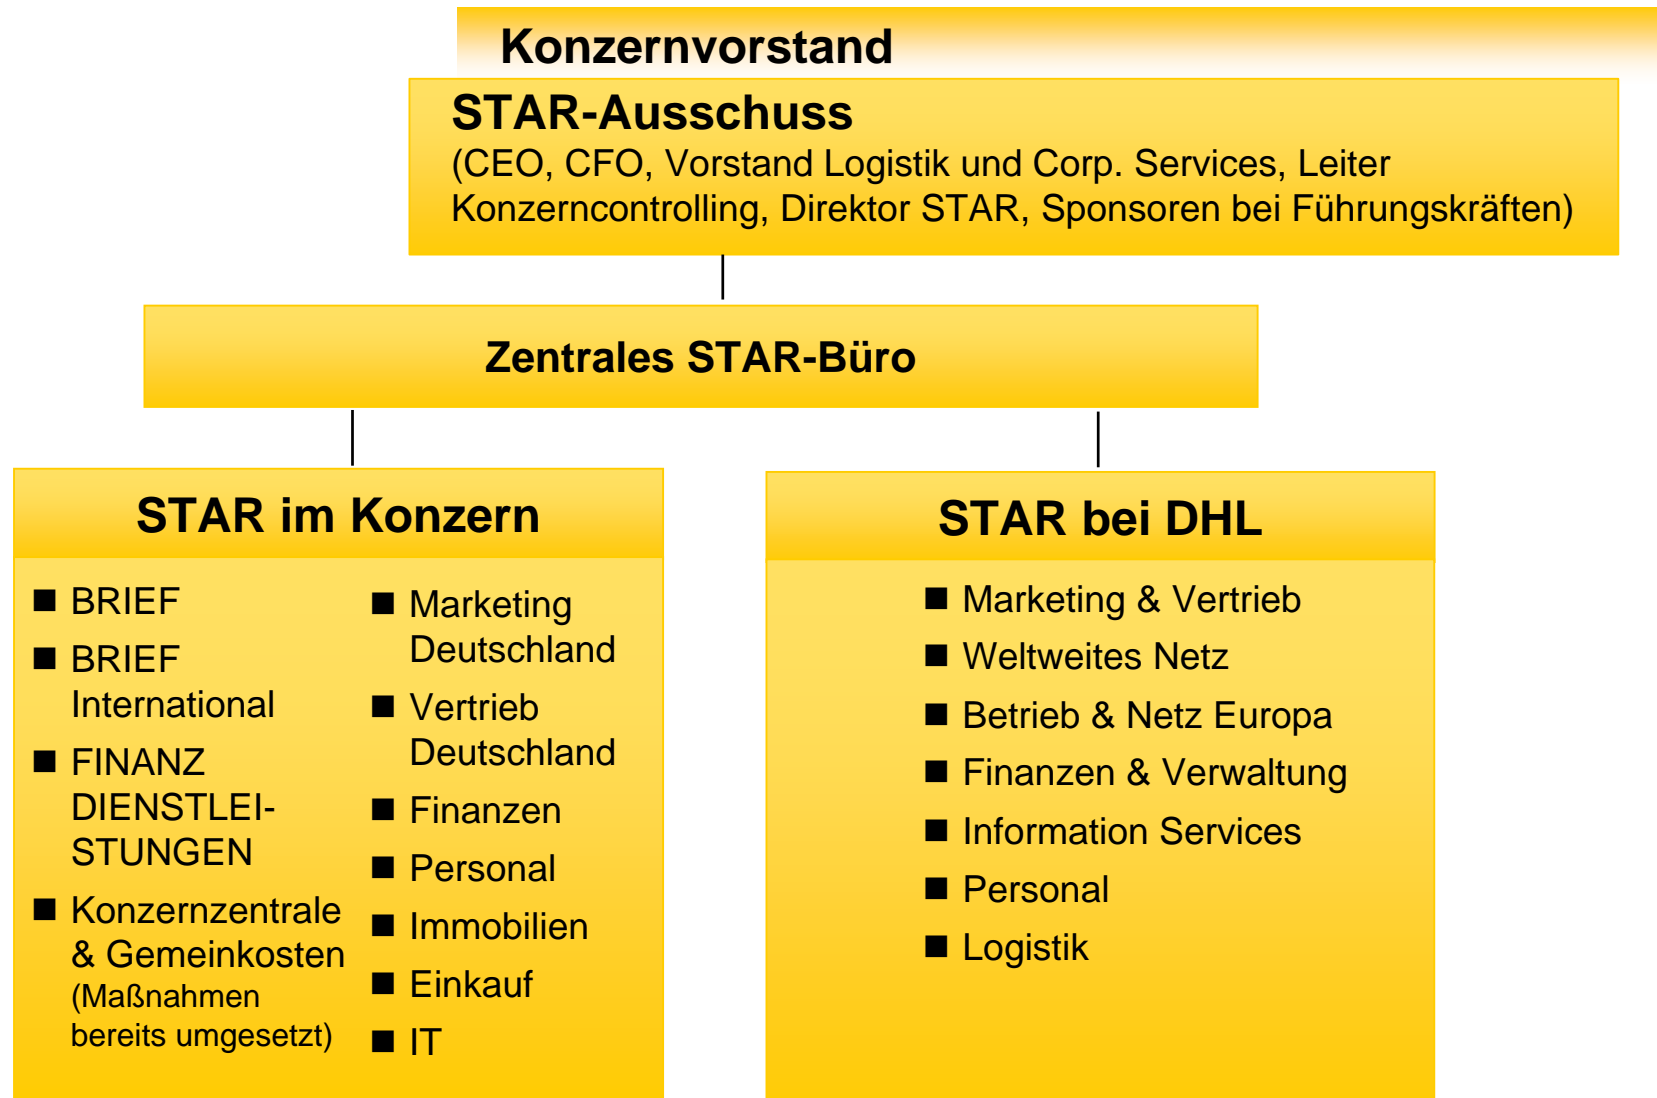 Konzernvorstand
STAR-Ausschuss
(CEO, CFO, Vorstand Logistik und Corp. Services, Leiter
Konzerncontrolling, Direktor STAR, Sponsoren bei Führungskräften)
Zentrales STAR-Büro
STAR im Konzern
■ BRIEF
■ BRIEF
International
■ FINANZ
DIENSTLEI-
STUNGEN
■ Konzernzentrale
& Gemeinkosten
(Maßnahmen
bereits umgesetzt)
■ Marketing
Deutschland
■ Vertrieb
Deutschland
■ Finanzen
■ Personal
■ Immobilien
■ Einkauf
■ IT
STAR bei DHL
■ Marketing & Vertrieb
■ Weltweites Netz
■ Betrieb & Netz Europa
■ Finanzen & Verwaltung
■ Information Services
■ Personal
■ Logistik